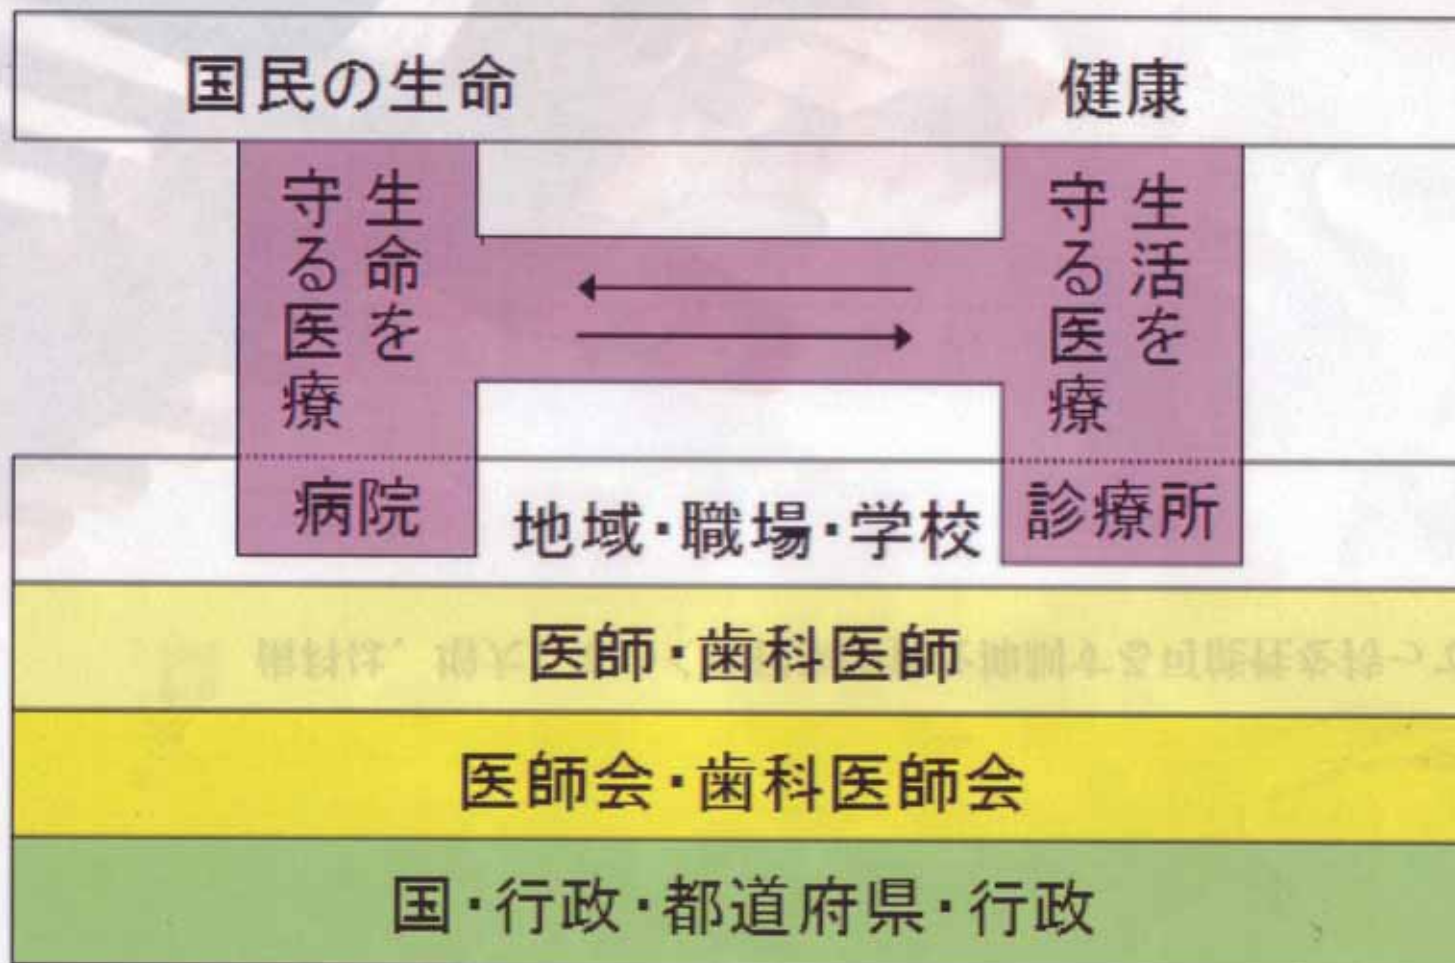 国民の生命
健康
生命を
守る医療
生活を
守る医療
病院
地域・職場・学校
診療所
医師・歯科医師
医師会・歯科医師会
国・行政・都道府県・行政